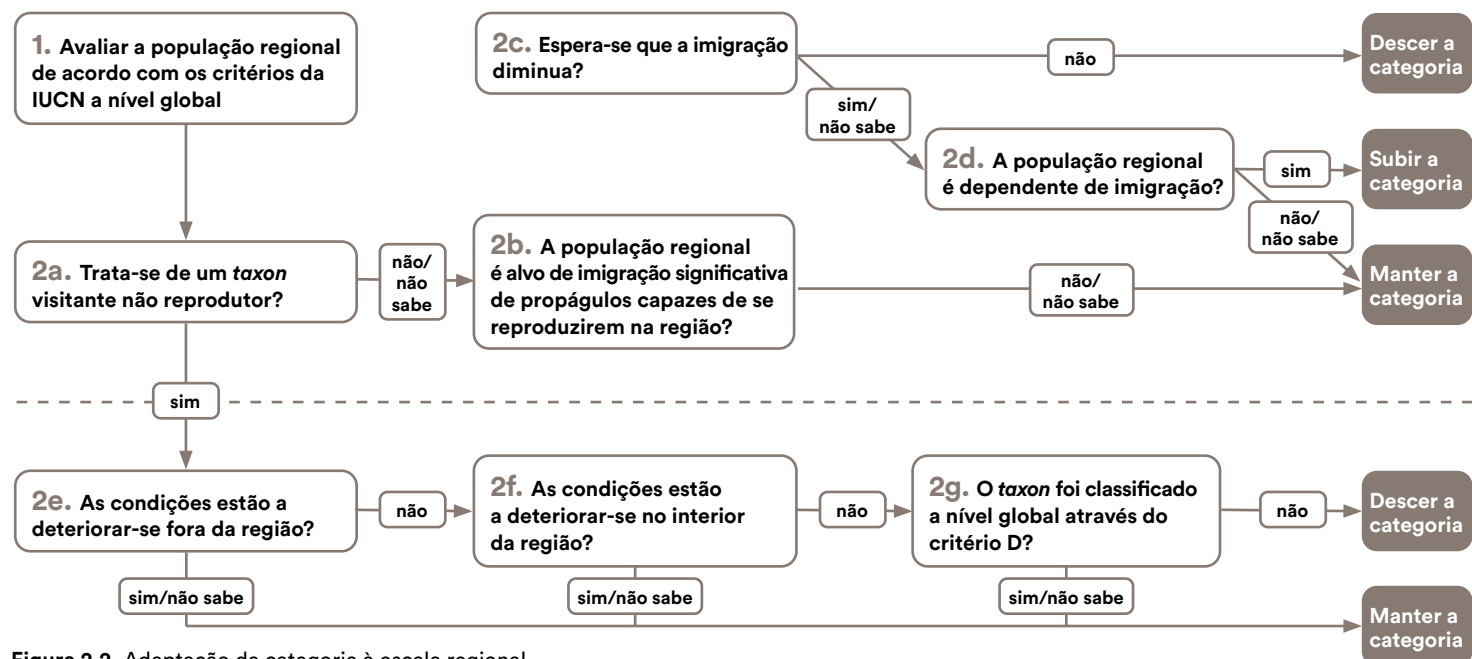 1. Avaliar a população regional
de acordo com os critérios da
IUCN a nível global
2c. Espera-se que a imigração
diminua?
não
Descer a
categoria
sim/
não sabe
2d. A população regional
é dependente de imigração?
sim
Subir a
categoria
não/
não sabe
2a. Trata-se de um taxon
visitante não reprodutor?
não/
não
sabe
2b. A população regional
é alvo de imigração significativa
de propágulos capazes de se
reproduzirem na região?
não/
não sabe
Manter a
categoria
sim
2e. As condições estão a
deteriorar-se fora da região?
não
2f. As condições estão
a deteriorar-se no interior
da região?
não
2g. O taxon foi classificado
a nível global através do
critério D?
não
Descer a
categoria
sim/não sabe
sim/não sabe
sim/não sabe
Manter a
categoria
Figura 2.2. Adaptação da categoria à escala regional